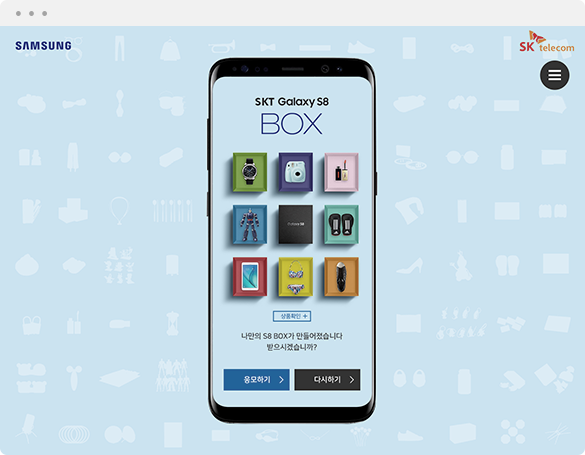 SAMSUNG
SK telecom
SKT Galaxy S8
BOX
Galaxy S8
상품확인 +
나만의 S8 BOX가 만들어졌습니다
받으시겠습니까?
응모하기
다시하기